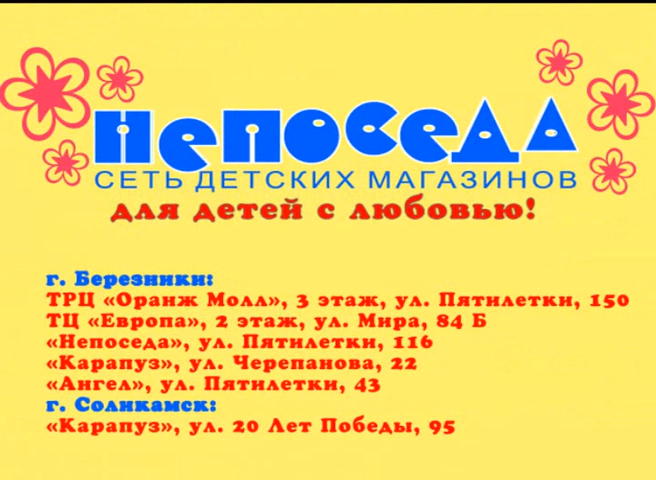 Непоседа
СЕТЬ ДЕТСКИХ МАГАЗИНОВ
для детей с любовью!
г. Березники:
ТРЦ «Оранж Молл», 3 этаж, ул. Пятилетки, 150
ТЦ «Европа», 2 этаж, ул. Мира, 84 Б
«Непоседа», ул. Пятилетки, 116
«Карапуз», ул. Черепанова, 22
«Ангел», ул. Пятилетки, 43
г. Соликамск:
«Карапуз», ул. 20 Лет Победы, 95